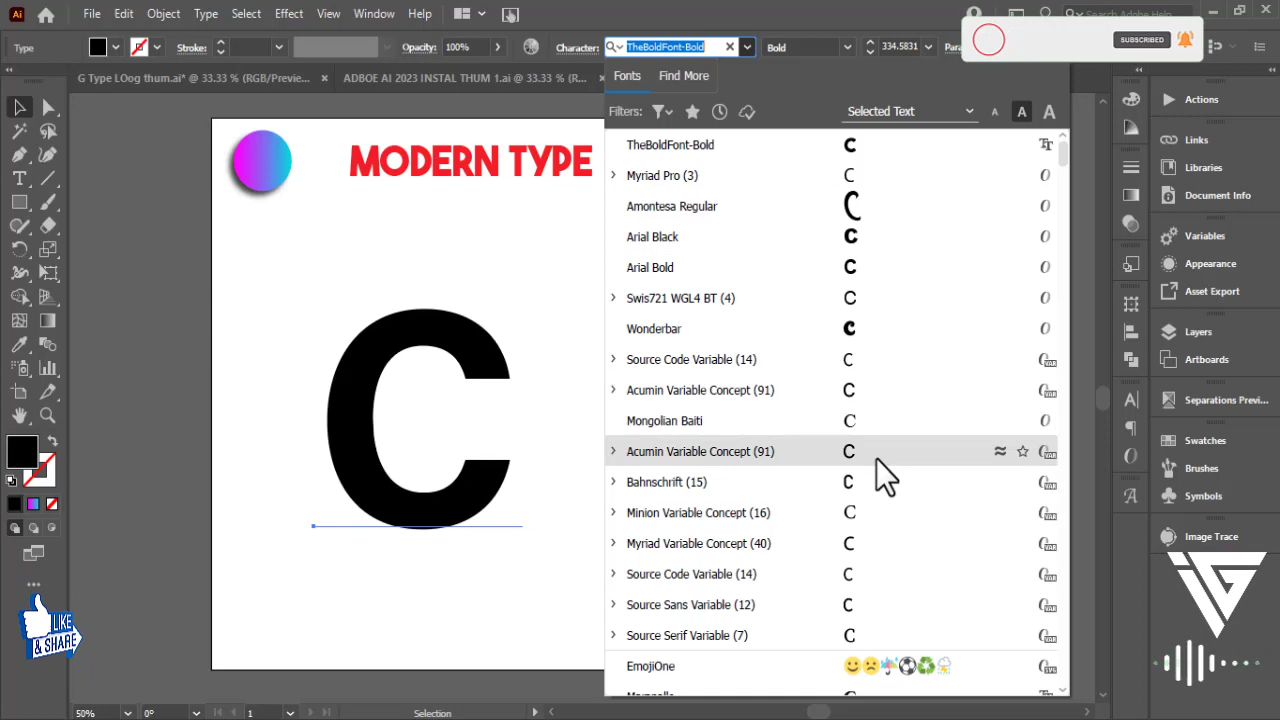 Ai File Edit Object Type Select Effect View Window Help Search Adobe Help
SUBSCRIBED
Type Stroke: Opacity: 100% Character: TheBoldFont-Bold Bold 334.5831
G Type LOog thum.ai* @ 33.33 % (RGB/Previe... × ADBOE AI 2023 INSTAL THUM 1.ai @ 33.33 % (R...
Fonts Find More
Filters: Selected Text A A A
MODERN TYPE
C
TheBoldFont-Bold C
Myriad Pro (3) C
Amontesa Regular C
Arial Black C
Arial Bold C
Swis721 WGL4 BT (4) C
Wonderbar C
Source Code Variable (14) C
Acumin Variable Concept (91) C
Mongolian Baiti C
Acumin Variable Concept (91) C
Bahnschrift (15) C
Minion Variable Concept (16) C
Myriad Variable Concept (40) C
Source Code Variable (14) C
Source Sans Variable (12) C
Source Serif Variable (7) C
EmojiOne
Actions
Links
Libraries
Document Info
Variables
Appearance
Asset Export
Layers
Artboards
Separations Previ...
Swatches
Brushes
Symbols
Image Trace
LIKE
& SHARE
50% 0° 1 Selection